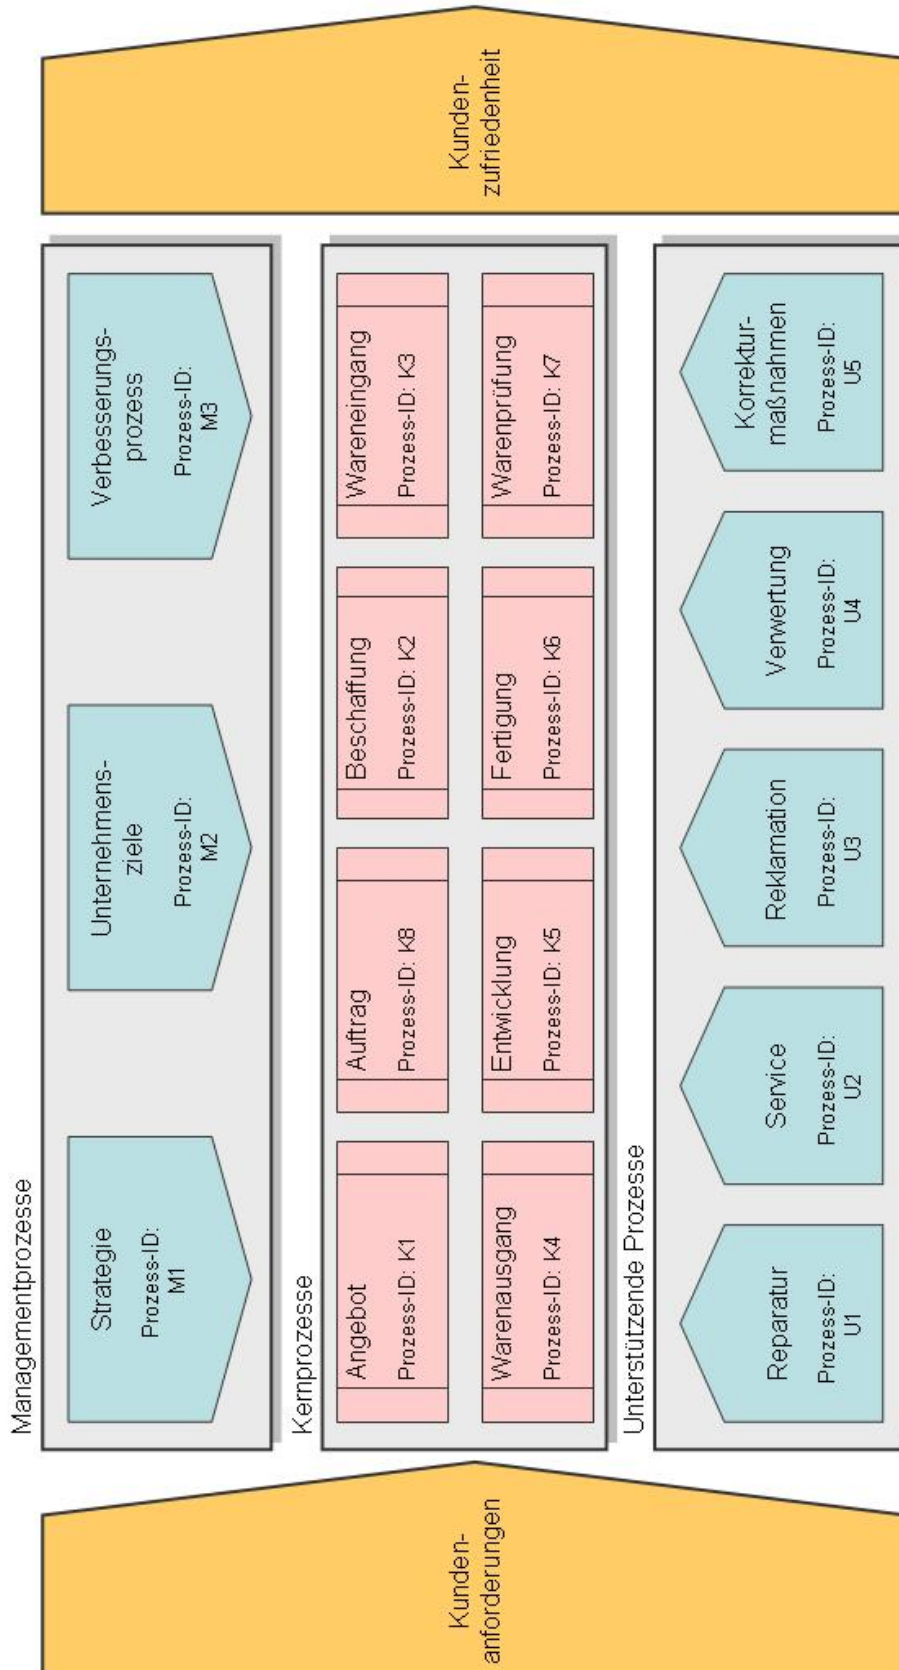 Managementprozesse
Strategie
Prozess-ID:
M1
Unternehmens-
ziele
Prozess-ID:
M2
Verbesserungs-
prozess
Prozess-ID:
M3
Kernprozesse
Angebot
Prozess-ID: K1
Auftrag
Prozess-ID: K8
Beschaffung
Prozess-ID: K2
Wareneingang
Prozess-ID: K3
Warenausgang
Prozess-ID: K4
Entwicklung
Prozess-ID: K5
Fertigung
Prozess-ID: K6
Warenprüfung
Prozess-ID: K7
Unterstützende Prozesse
Reparatur
Prozess-ID:
U1
Service
Prozess-ID:
U2
Reklamation
Prozess-ID:
U3
Verwertung
Prozess-ID:
U4
Korrektur-
maßnahmen
Prozess-ID:
U5
Kunden-
anforderungen
Kunden-
zufriedenheit